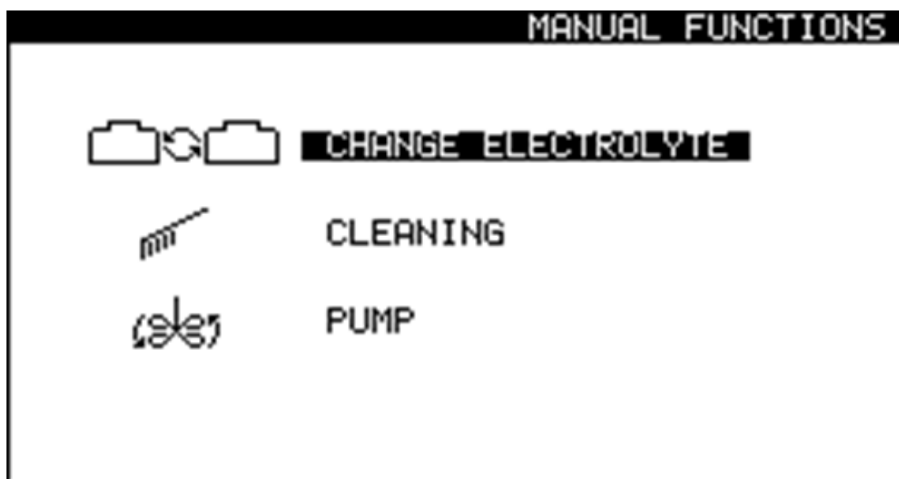 MANUAL FUNCTIONS
CHANGE ELECTROLYTE
CLEANING
PUMP